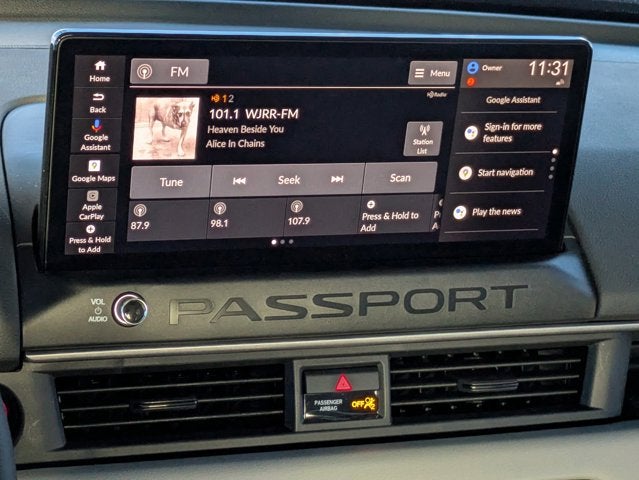 Home
Back
Google
Assistant
Google Maps
Apple
CarPlay
Press & Hold
to Add
FM
Menu
HD Radio
HD 1 2
101.1 WJRR-FM
Heaven Beside You
Alice In Chains
Station
List
Tune
Seek
Scan
87.9
98.1
107.9
Press & Hold to
Add
Owner
11:31
Google Assistant
Sign-in for more
features
Start navigation
Play the news
VOL
AUDIO
PASSPORT
PASSENGER
AIRBAG
OFF
2